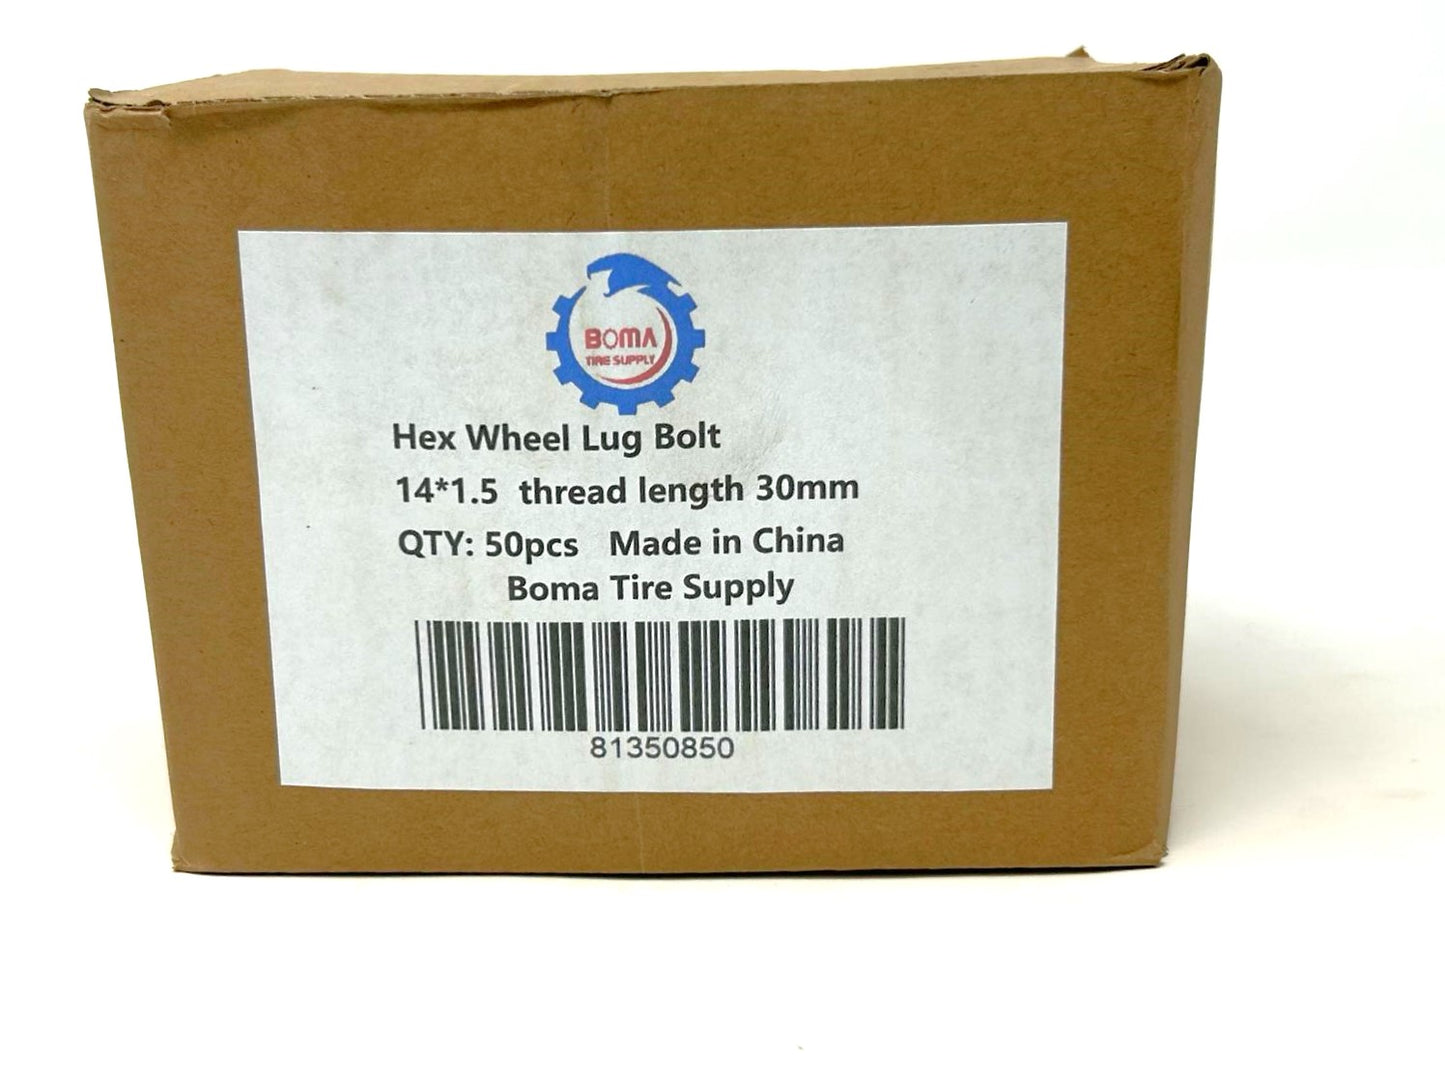 BOMA
TIRE SUPPLY
Hex Wheel Lug Bolt
14*1.5 thread length 30mm
QTY: 50pcs Made in China
Boma Tire Supply
81350850